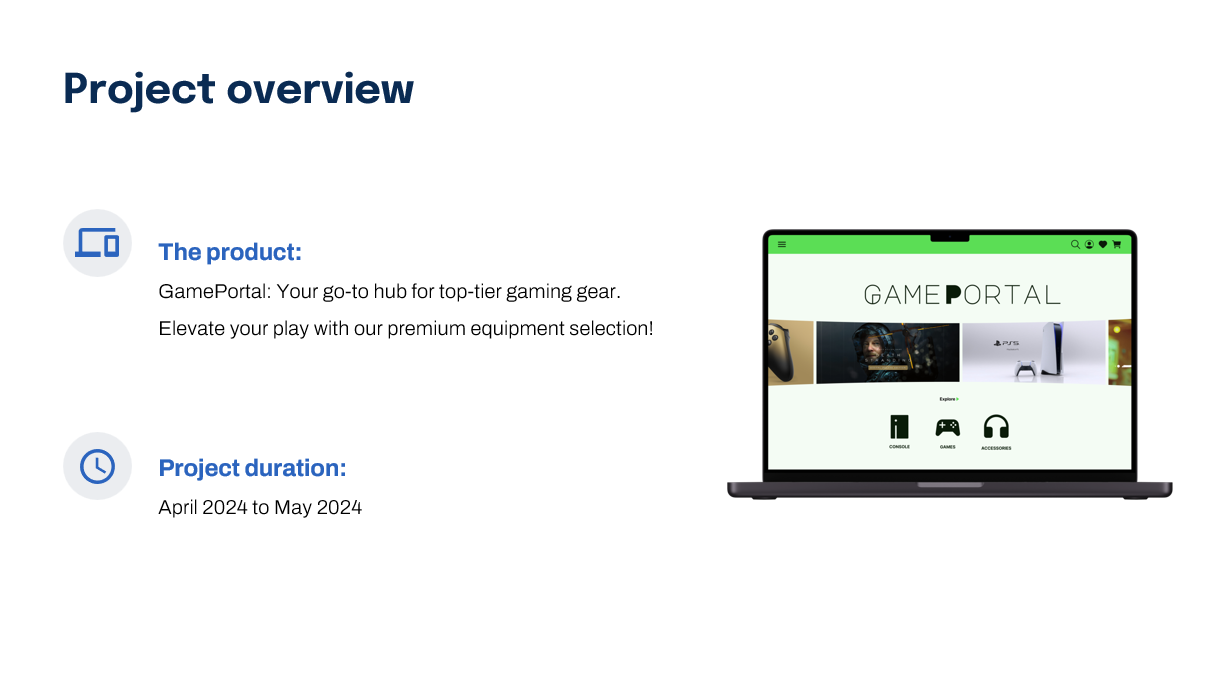 Project overview
The product:
GamePortal: Your go-to hub for top-tier gaming gear.
Elevate your play with our premium equipment selection!
Project duration:
April 2024 to May 2024
GAMEPORTAL
PS5
Explore
CONSOLE
GAMES
ACCESSORIES